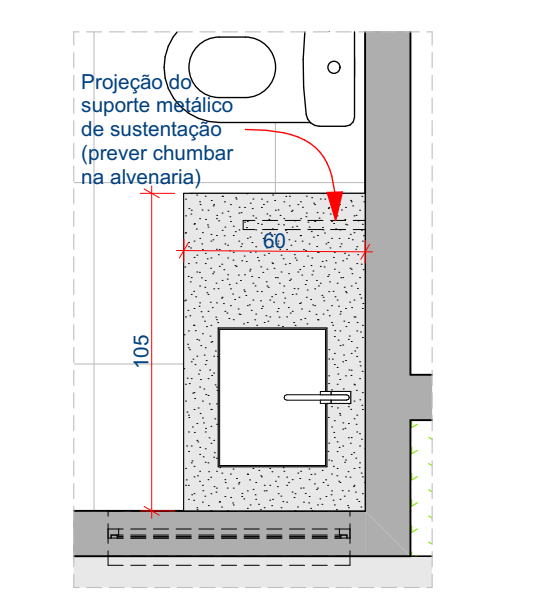 Projeção do
suporte metálico
de sustentação
(prever chumbar
na alvenaria)
60
105